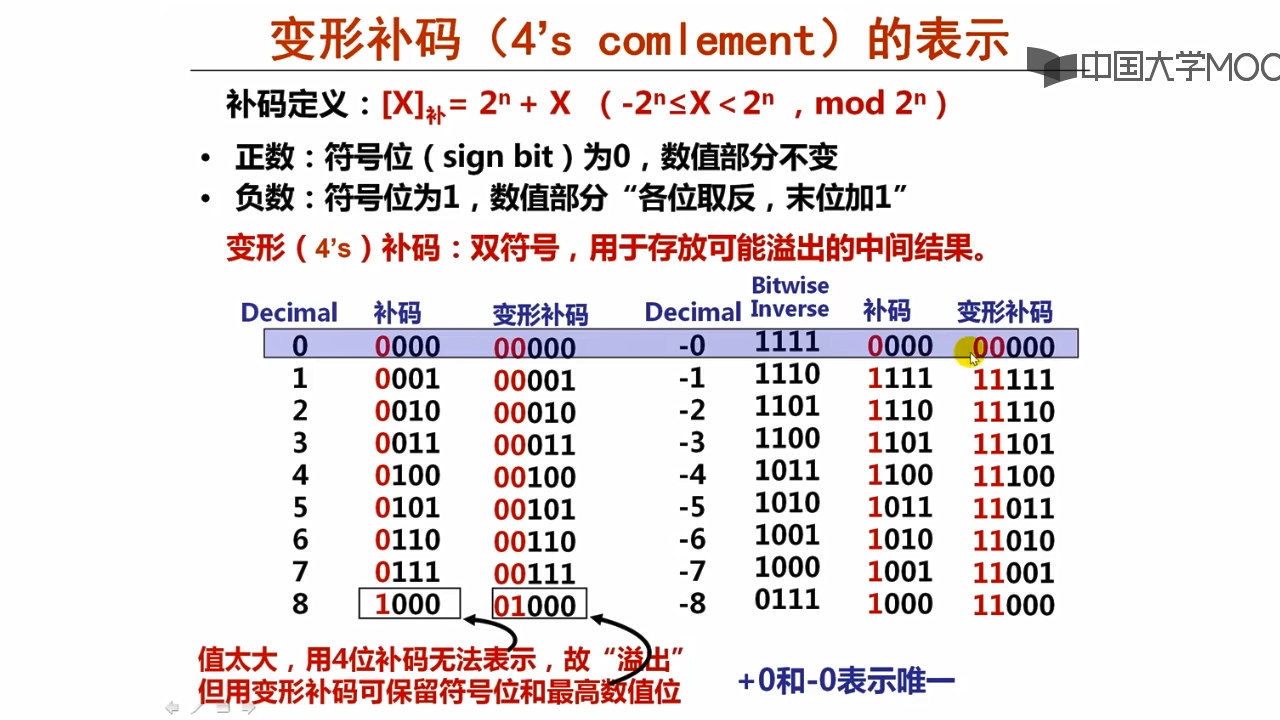 变形补码（4’s comlement）的表示
中国大学MOO
补码定义：[X]补= 2ⁿ + X （-2ⁿ≤X＜2ⁿ ，mod 2ⁿ）
• 正数：符号位（sign bit）为0，数值部分不变
• 负数：符号位为1，数值部分“各位取反，末位加1”
变形（4’s）补码：双符号，用于存放可能溢出的中间结果。
Decimal 补码 变形补码 Decimal Bitwise Inverse 补码 变形补码
0 0000 00000 -0 1111 0000 00000
1 0001 00001 -1 1110 1111 11111
2 0010 00010 -2 1101 1110 11110
3 0011 00011 -3 1100 1101 11101
4 0100 00100 -4 1011 1100 11100
5 0101 00101 -5 1010 1011 11011
6 0110 00110 -6 1001 1010 11010
7 0111 00111 -7 1000 1001 11001
8 1000 01000 -8 0111 1000 11000
值太大，用4位补码无法表示，故“溢出”
但用变形补码可保留符号位和最高数值位
+0和-0表示唯一